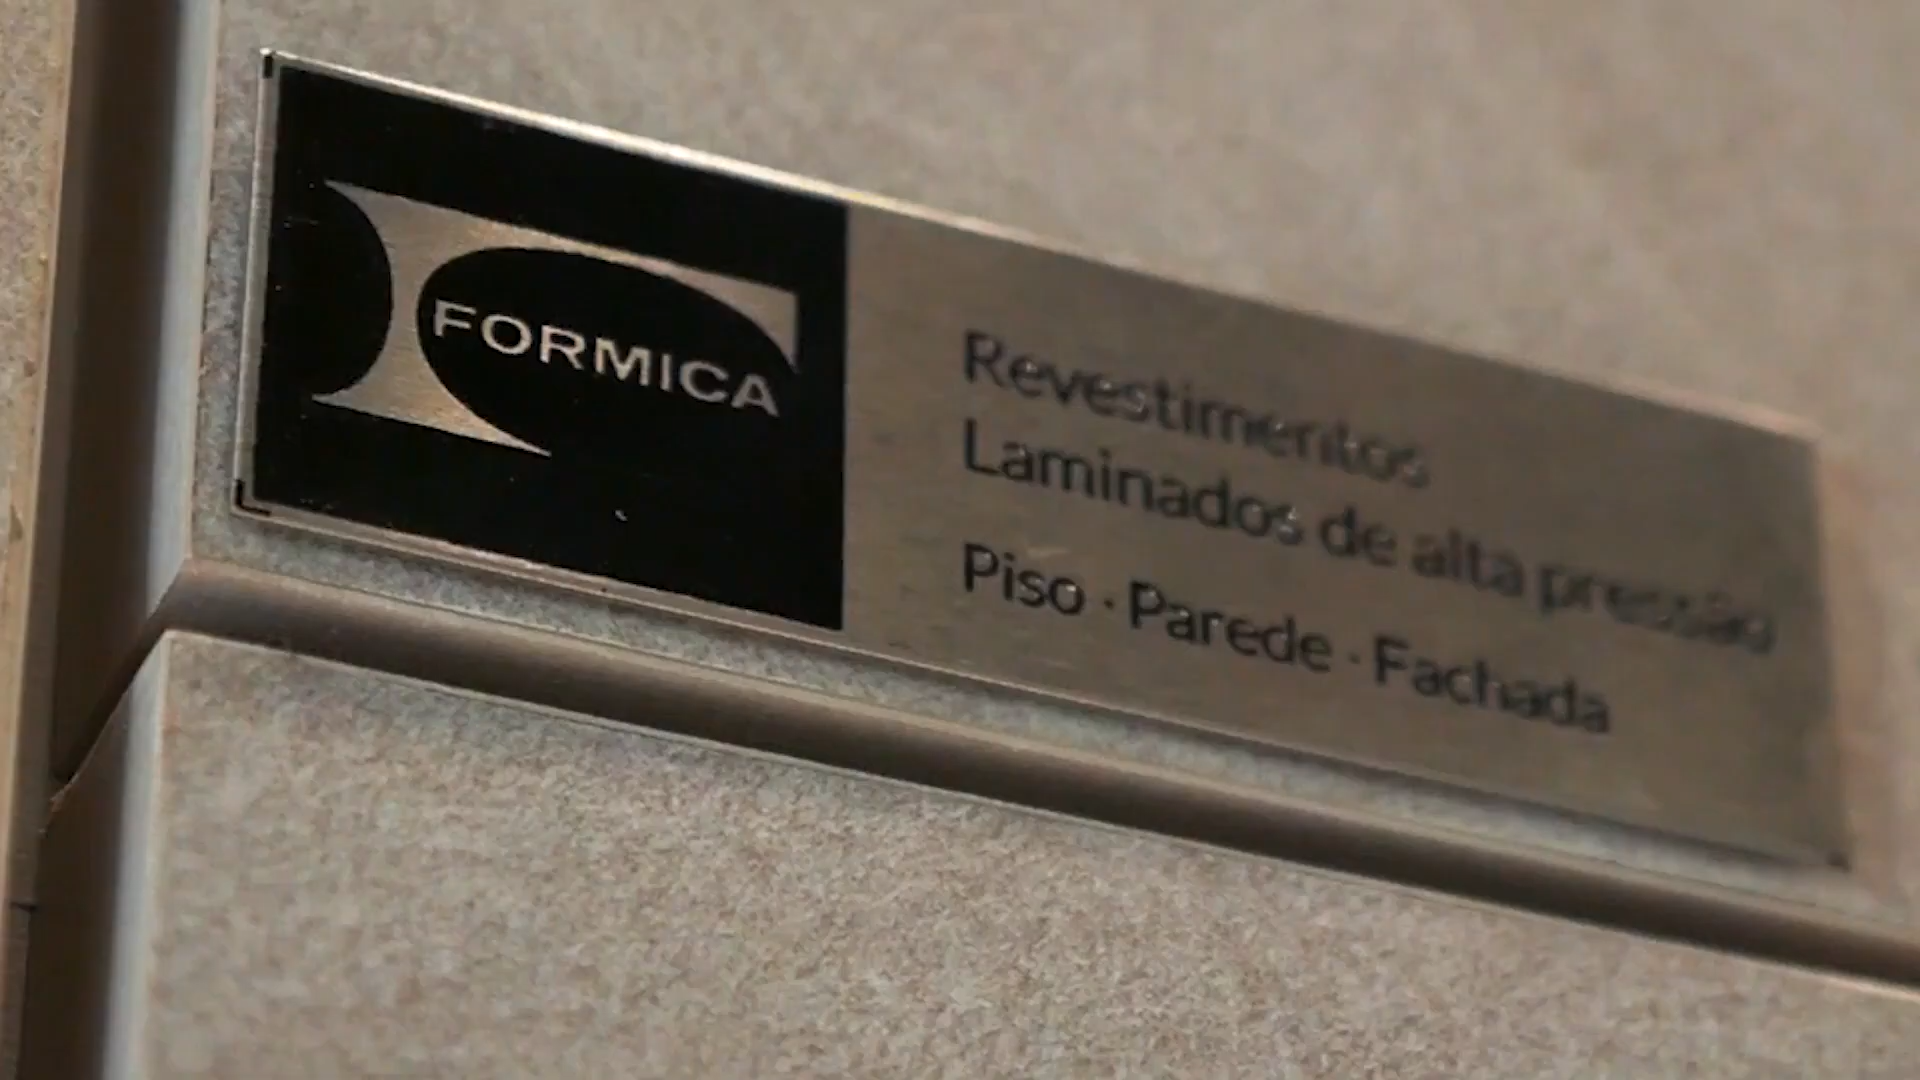 FORMICA
Revestimentos
Laminados de alta pressão
Piso · Parede · Fachada